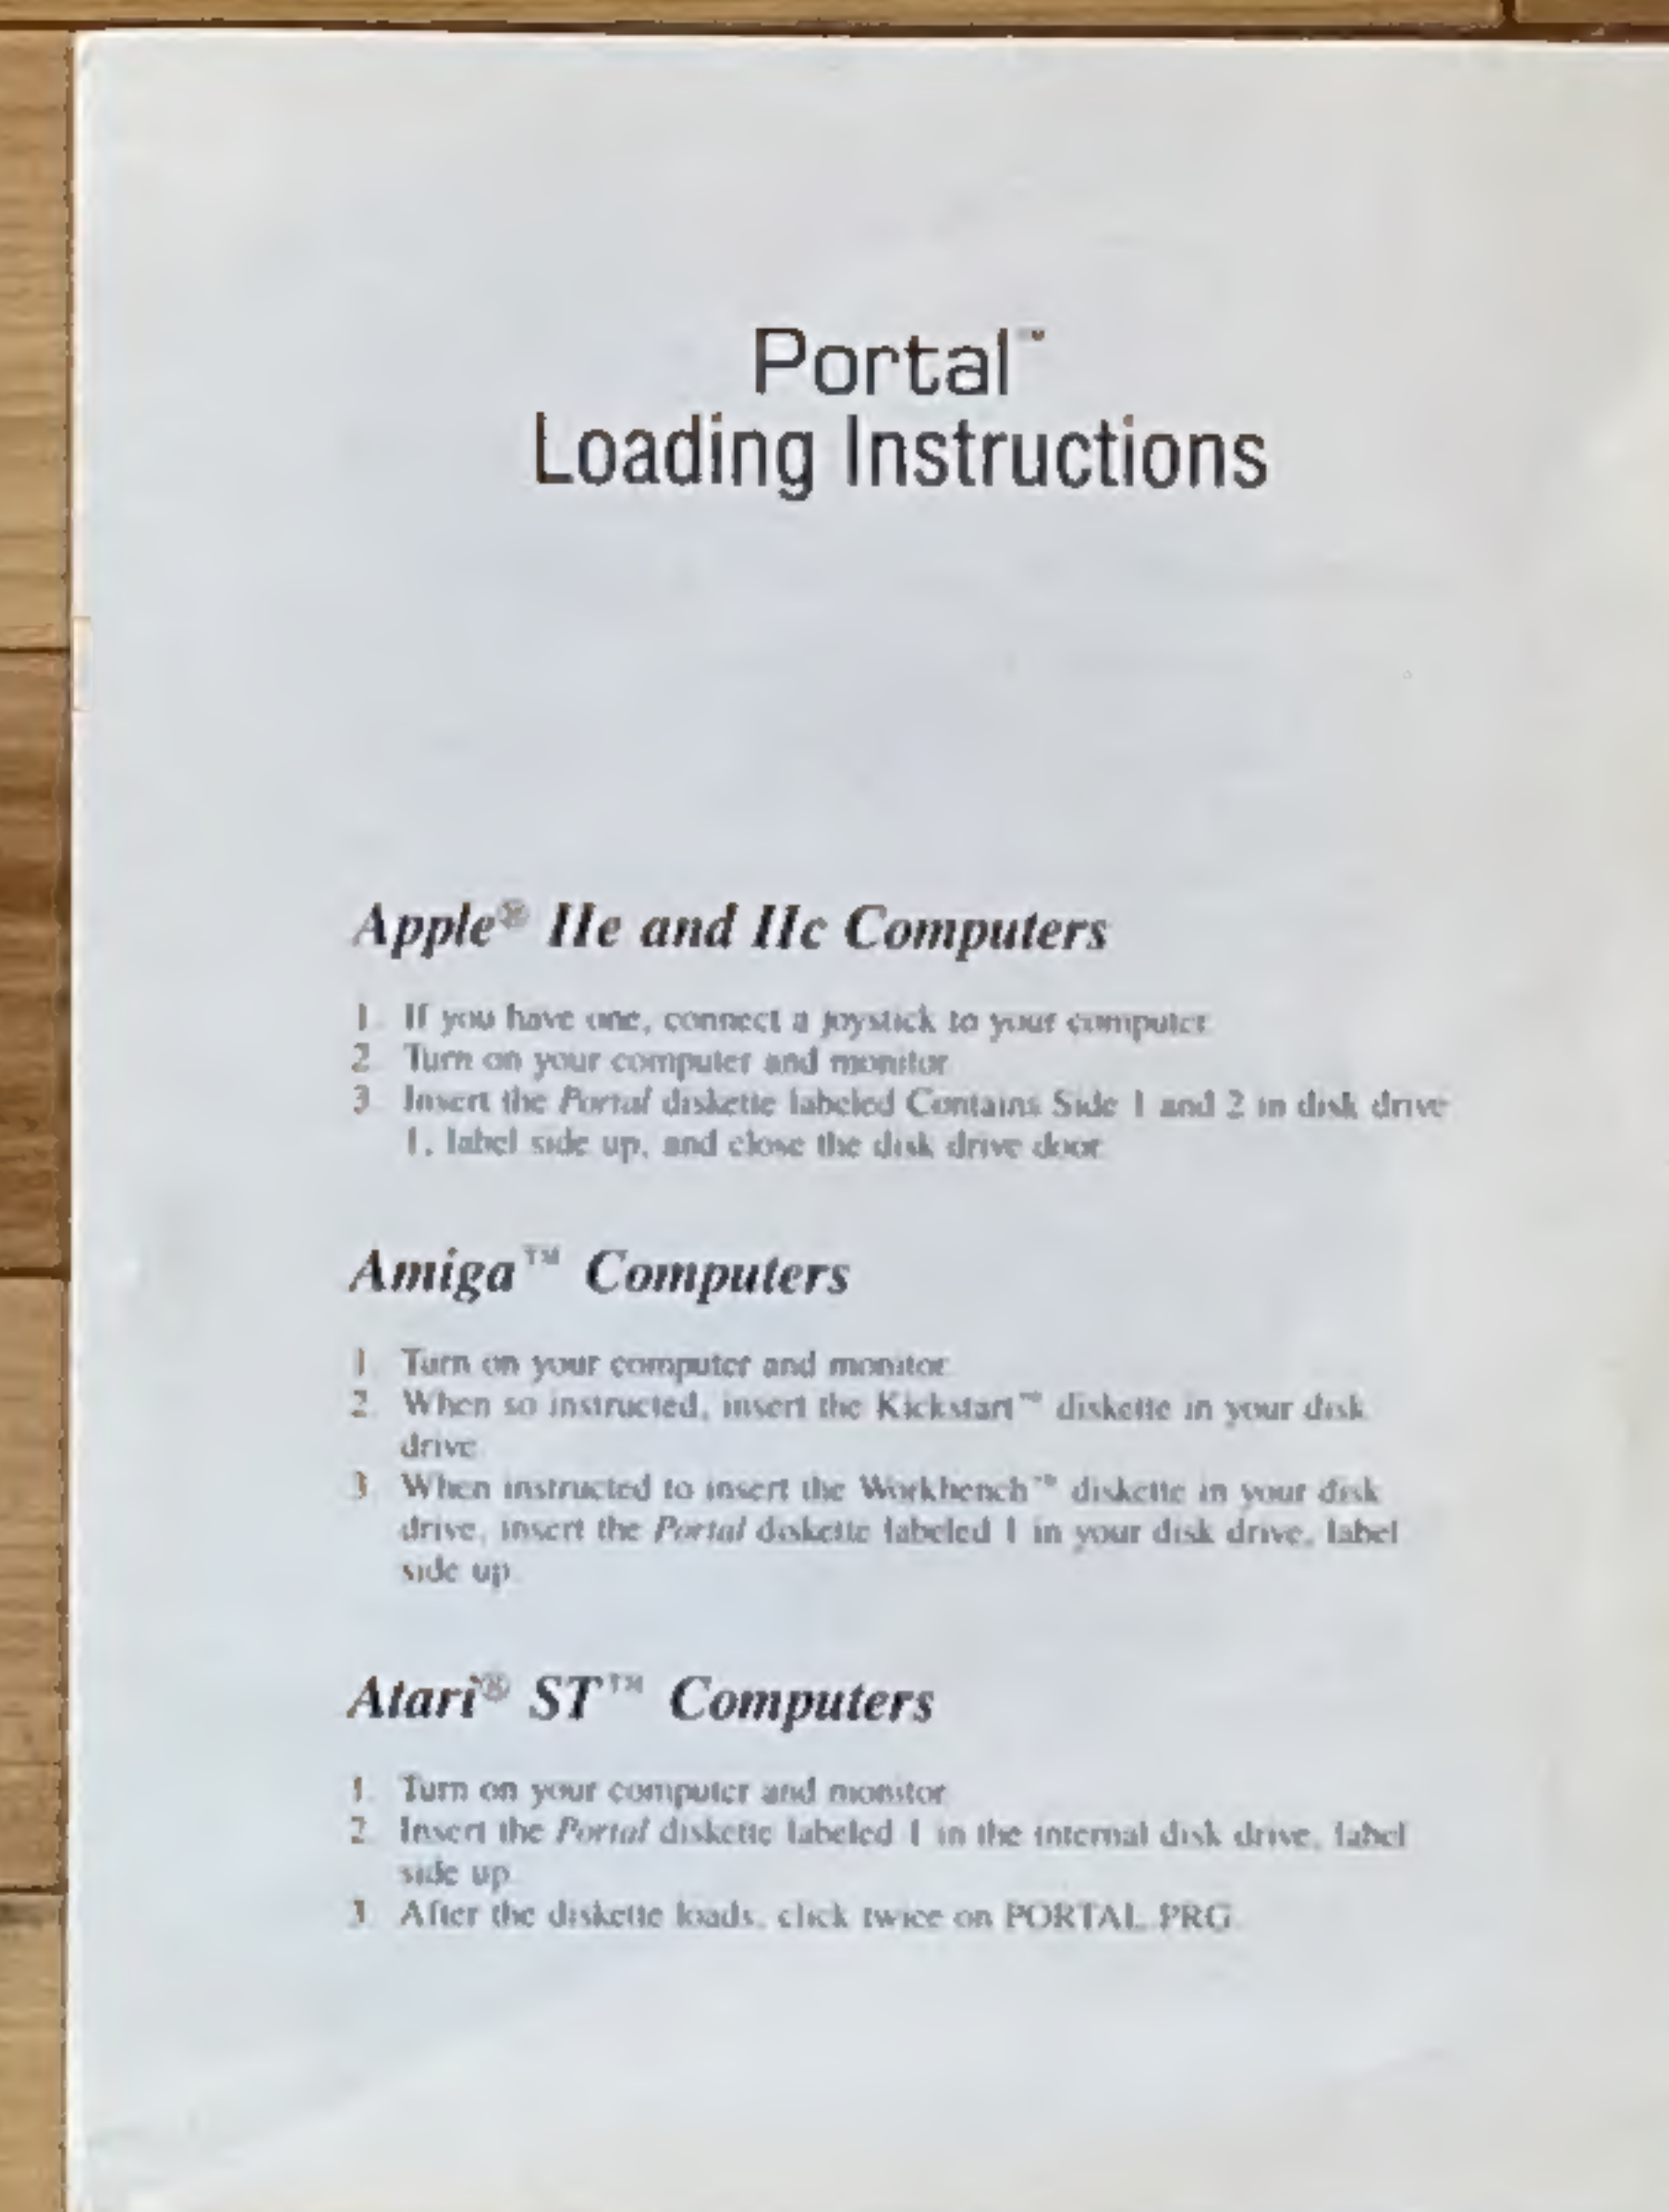 Portal™
Loading Instructions
Apple® IIe and IIc Computers
1. If you have one, connect a joystick to your computer.
2. Turn on your computer and monitor.
3. Insert the Portal diskette labeled Contains Side 1 and 2 in disk drive
1, label side up, and close the disk drive door.
Amiga™ Computers
1. Turn on your computer and monitor.
2. When so instructed, insert the Kickstart™ diskette in your disk
drive.
3. When instructed to insert the Workbench™ diskette in your disk
drive, insert the Portal diskette labeled 1 in your disk drive, label
side up.
Atari® ST™ Computers
1. Turn on your computer and monitor.
2. Insert the Portal diskette labeled 1 in the internal disk drive, label
side up.
3. After the diskette loads, click twice on PORTAL.PRG.